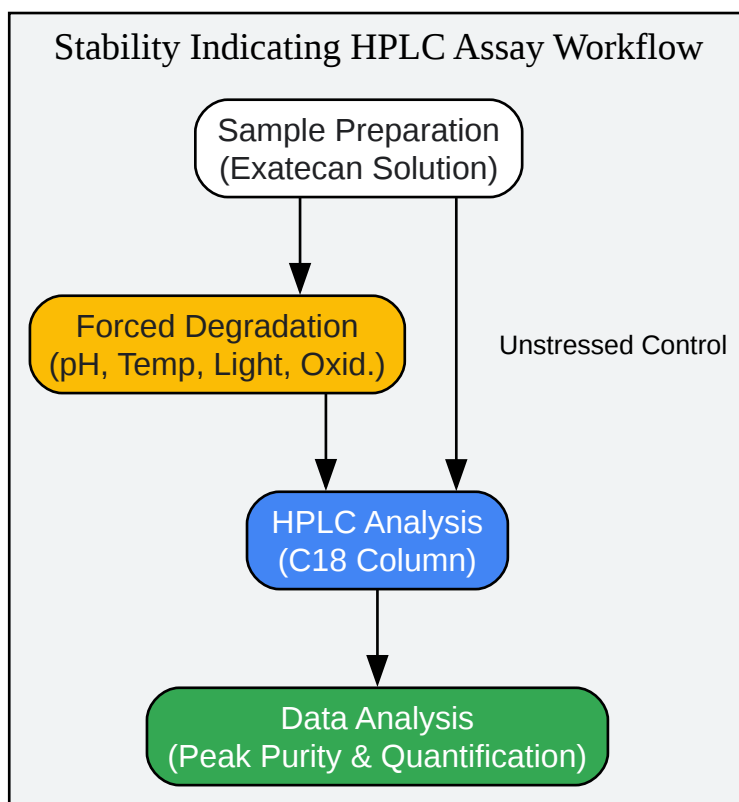 Stability Indicating HPLC Assay Workflow
Sample Preparation
(Exatecan Solution)
Forced Degradation
(pH, Temp, Light, Oxid.)
Unstressed Control
HPLC Analysis
(C18 Column)
Data Analysis
(Peak Purity & Quantification)